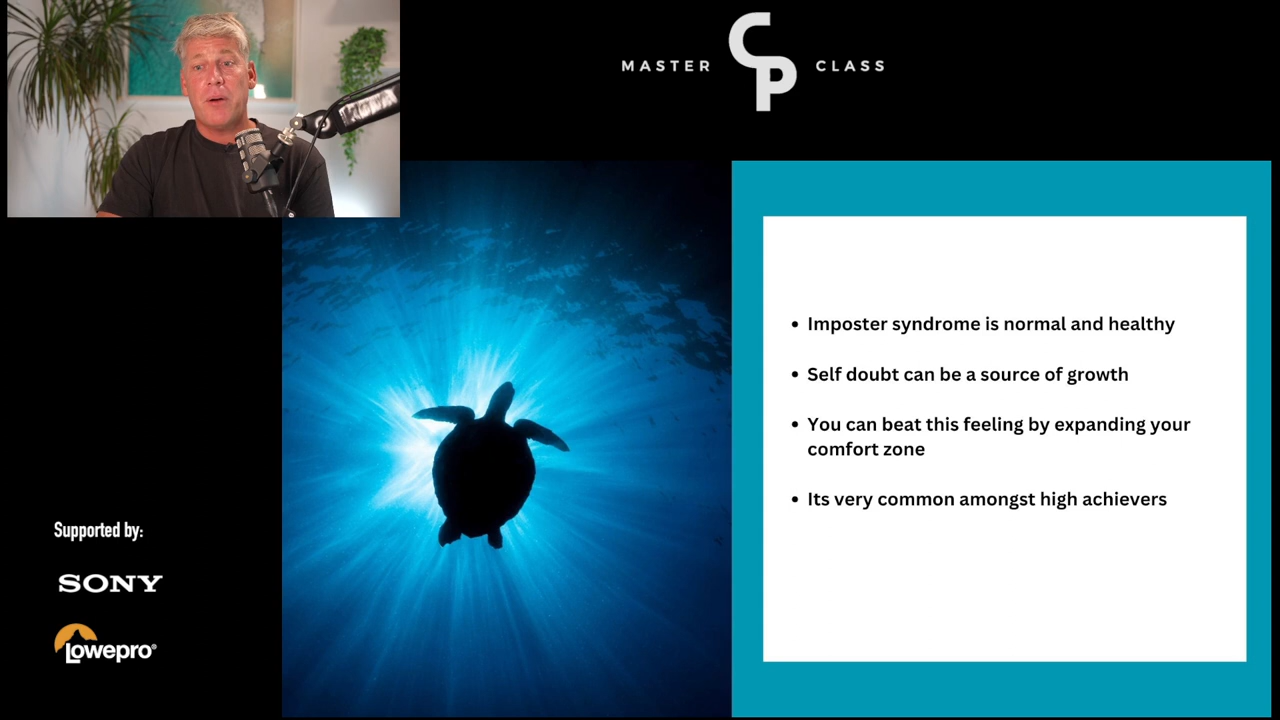 MASTER CP CLASS
• Imposter syndrome is normal and healthy
• Self doubt can be a source of growth
• You can beat this feeling by expanding your
comfort zone
• Its very common amongst high achievers
Supported by:
SONY
Lowepro®